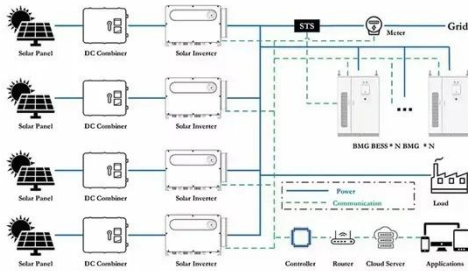 STS
Meter
Grid
Solar Panel
DC Combiner
Solar Inverter
Solar Panel
DC Combiner
Solar Inverter
BMG BESS * N BMG * N
Solar Panel
DC Combiner
Solar Inverter
Power
Communication
Load
Solar Panel
DC Combiner
Solar Inverter
Controller
Router
Cloud Server
Applications